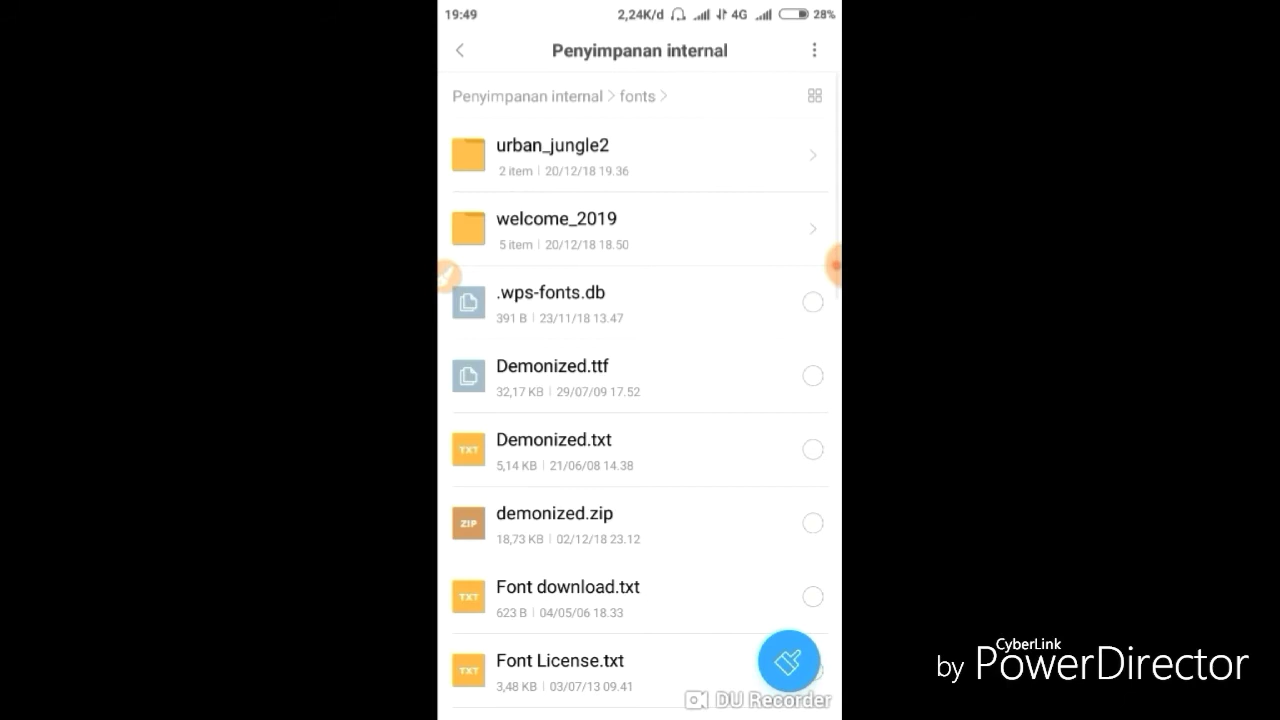 19:49
2,24K/d 4G 28%
Penyimpanan internal
Penyimpanan internal > fonts >
urban_jungle2
2 item | 20/12/18 19.36
welcome_2019
5 item | 20/12/18 18.50
.wps-fonts.db
391 B | 23/11/18 13.47
Demonized.ttf
32,17 KB | 29/07/09 17.52
TXT
Demonized.txt
5,14 KB | 21/06/08 14.38
ZIP
demonized.zip
18,73 KB | 02/12/18 23.12
TXT
Font download.txt
623 B | 04/05/06 18.33
TXT
Font License.txt
3,48 KB | 03/07/13 09.41
DU Recorder
by CyberLink PowerDirector